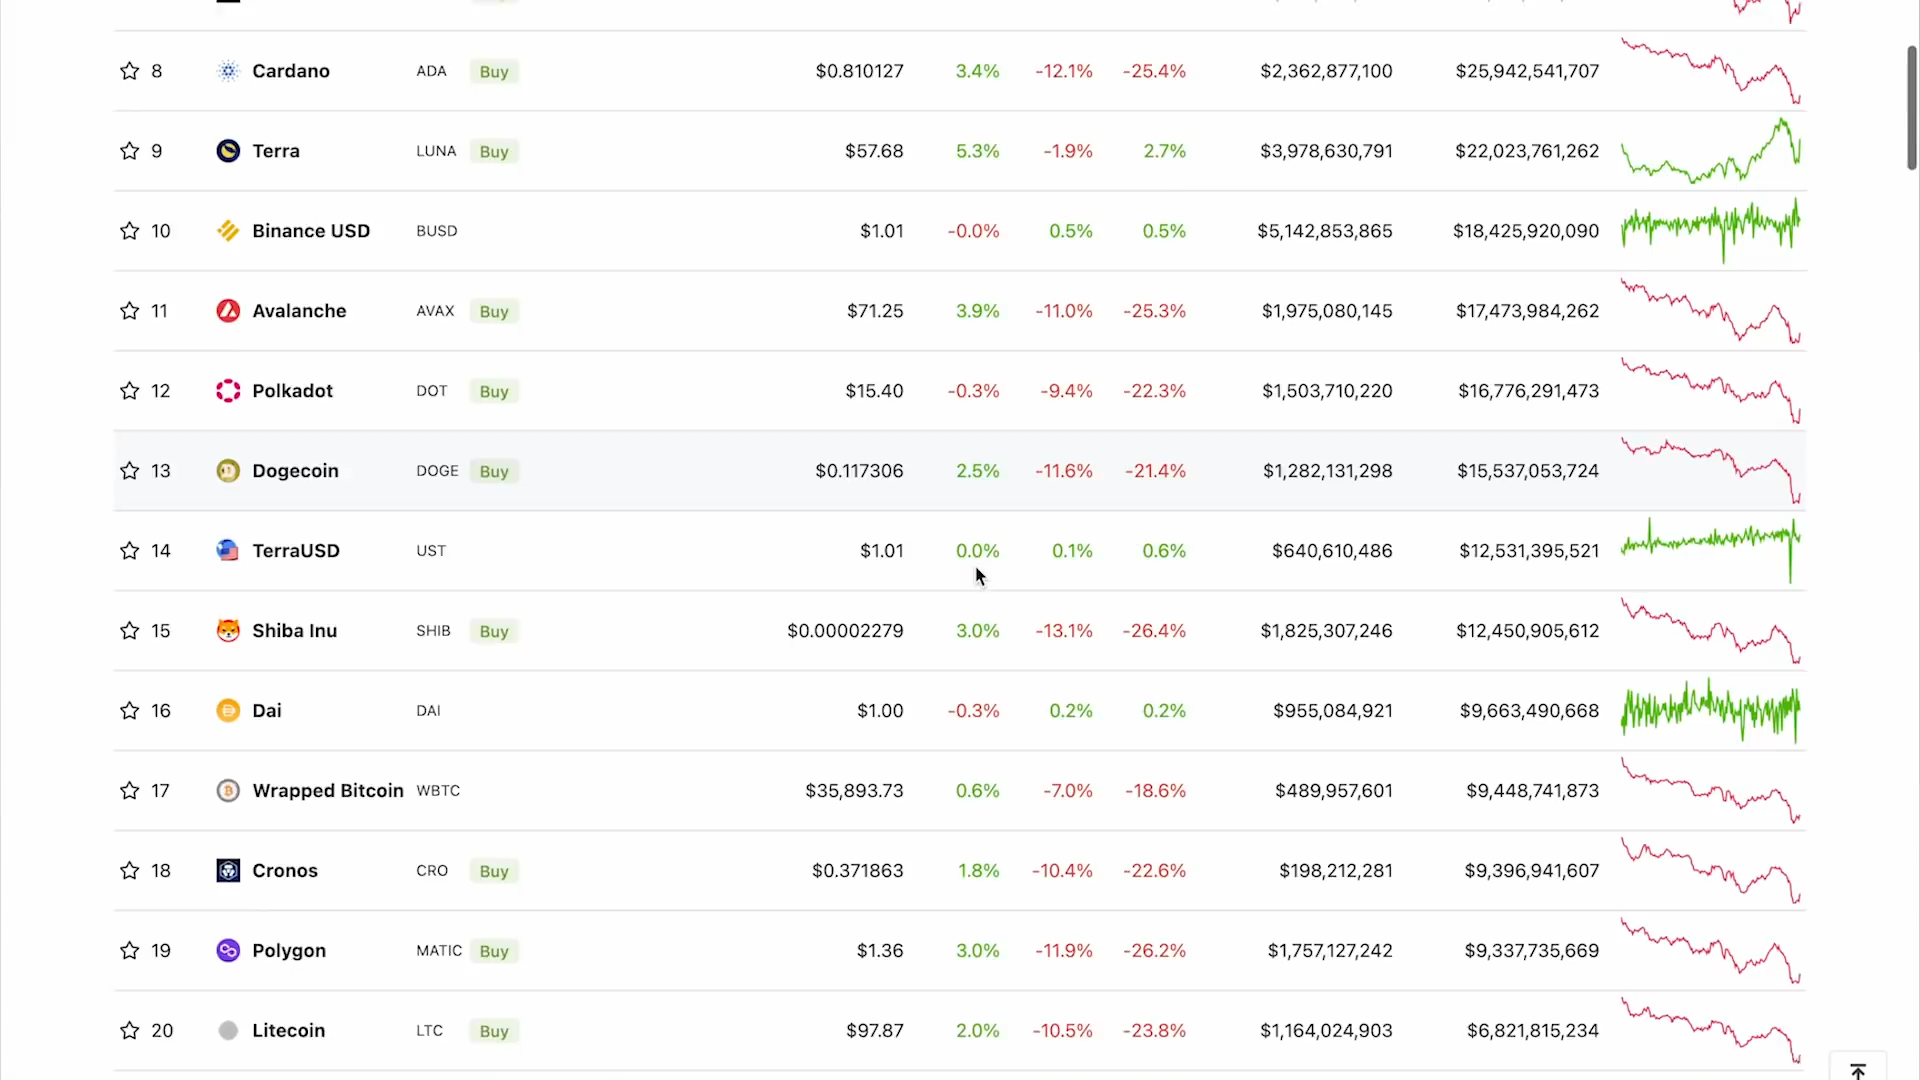 8 Cardano ADA Buy $0.810127 3.4% -12.1% -25.4% $2,362,877,100 $25,942,541,707
9 Terra LUNA Buy $57.68 5.3% -1.9% 2.7% $3,978,630,791 $22,023,761,262
10 Binance USD BUSD $1.01 -0.0% 0.5% 0.5% $5,142,853,865 $18,425,920,090
11 Avalanche AVAX Buy $71.25 3.9% -11.0% -25.3% $1,975,080,145 $17,473,984,262
12 Polkadot DOT Buy $15.40 -0.3% -9.4% -22.3% $1,503,710,220 $16,776,291,473
13 Dogecoin DOGE Buy $0.117306 2.5% -11.6% -21.4% $1,282,131,298 $15,537,053,724
14 TerraUSD UST $1.01 0.0% 0.1% 0.6% $640,610,486 $12,531,395,521
15 Shiba Inu SHIB Buy $0.00002279 3.0% -13.1% -26.4% $1,825,307,246 $12,450,905,612
16 Dai DAI $1.00 -0.3% 0.2% 0.2% $955,084,921 $9,663,490,668
17 Wrapped Bitcoin WBTC $35,893.73 0.6% -7.0% -18.6% $489,957,601 $9,448,741,873
18 Cronos CRO Buy $0.371863 1.8% -10.4% -22.6% $198,212,281 $9,396,941,607
19 Polygon MATIC Buy $1.36 3.0% -11.9% -26.2% $1,757,127,242 $9,337,735,669
20 Litecoin LTC Buy $97.87 2.0% -10.5% -23.8% $1,164,024,903 $6,821,815,234